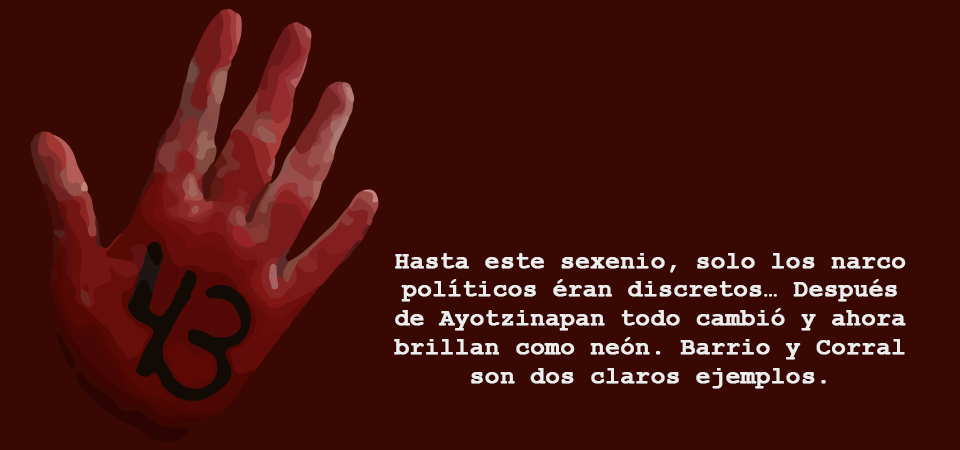 43
Hasta este sexenio, solo los narco
políticos éran discretos… Después
de Ayotzinapan todo cambió y ahora
brillan como neón. Barrio y Corral
son dos claros ejemplos.